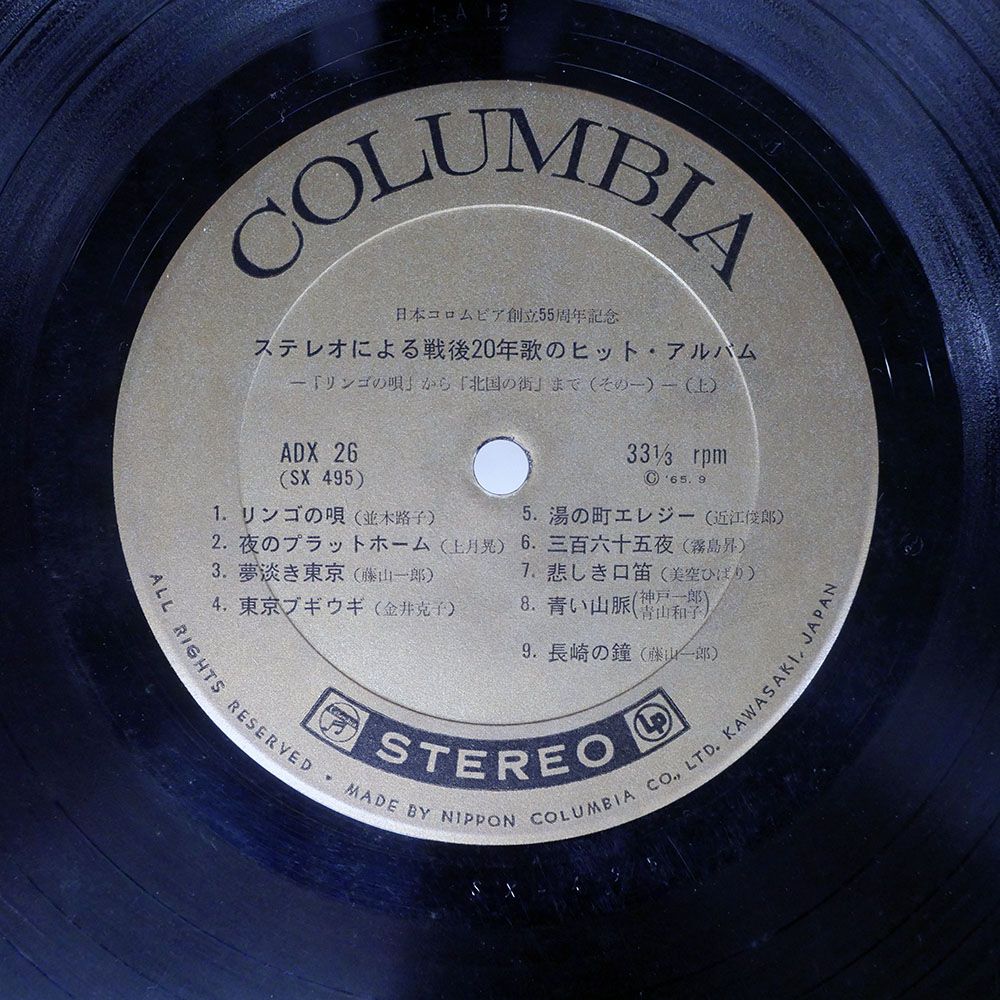 COLUMBIA
日本コロムビア創立55周年記念
ステレオによる戦後20年歌のヒット・アルバム
―「リンゴの唄」から「北国の街」まで(その一)―(上)
ADX 26
(SX 495)
33 1/3 rpm
Ⓒ '65.9
1. リンゴの唄(並木路子)
2. 夜のプラットホーム(上月晃)
3. 夢淡き東京(藤山一郎)
4. 東京ブギウギ(金井克子)
5. 湯の町エレジー(近江俊郎)
6. 三百六十五夜(霧島昇)
7. 悲しき口笛(美空ひばり)
8. 青い山脈(神戸一郎 青山和子)
9. 長崎の鐘(藤山一郎)
STEREO
LP
ALL RIGHTS RESERVED • MADE BY NIPPON COLUMBIA CO., LTD. KAWASAKI, JAPAN